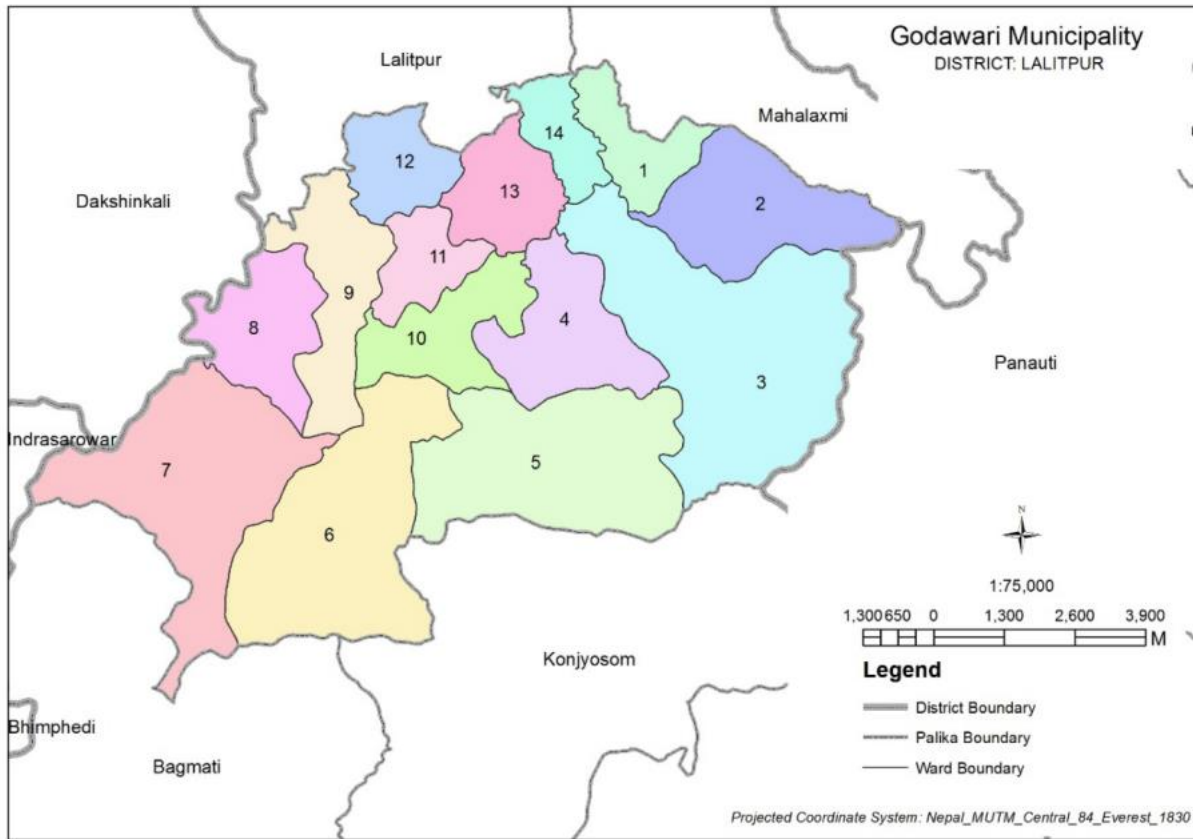 Godawari Municipality
DISTRICT: LALITPUR
Lalitpur
Mahalaxmi
14
12
1
13
Dakshinkali
2
11
9
8
4
10
Panauti
3
Indrasarowar
7
5
6
N
1:75,000
1,300 650 0 1,300 2,600 3,900
M
Konjyosom
Legend
District Boundary
Bhimphedi
Palika Boundary
Bagmati
Ward Boundary
Projected Coordinate System: Nepal_MUTM_Central_84_Everest_1830